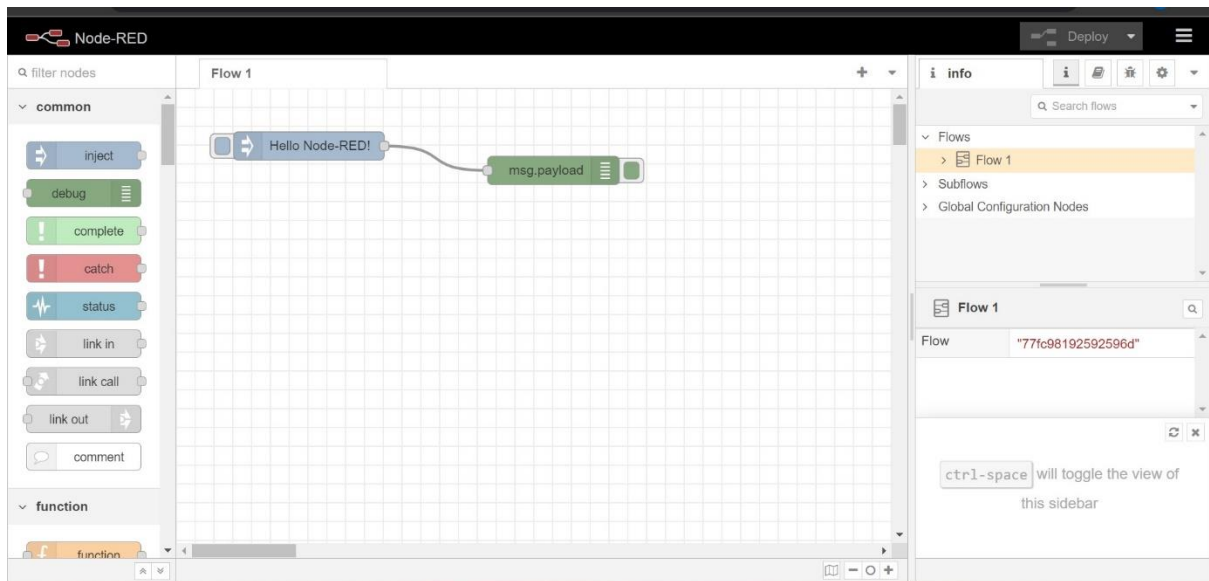 Node-RED
Deploy
filter nodes
common
inject
debug
complete
catch
status
link in
link call
link out
comment
function
function
Flow 1
Hello Node-RED!
msg.payload
info
Search flows
Flows
Flow 1
Subflows
Global Configuration Nodes
Flow 1
Flow "77fc98192592596d"
ctrl-space will toggle the view of
this sidebar